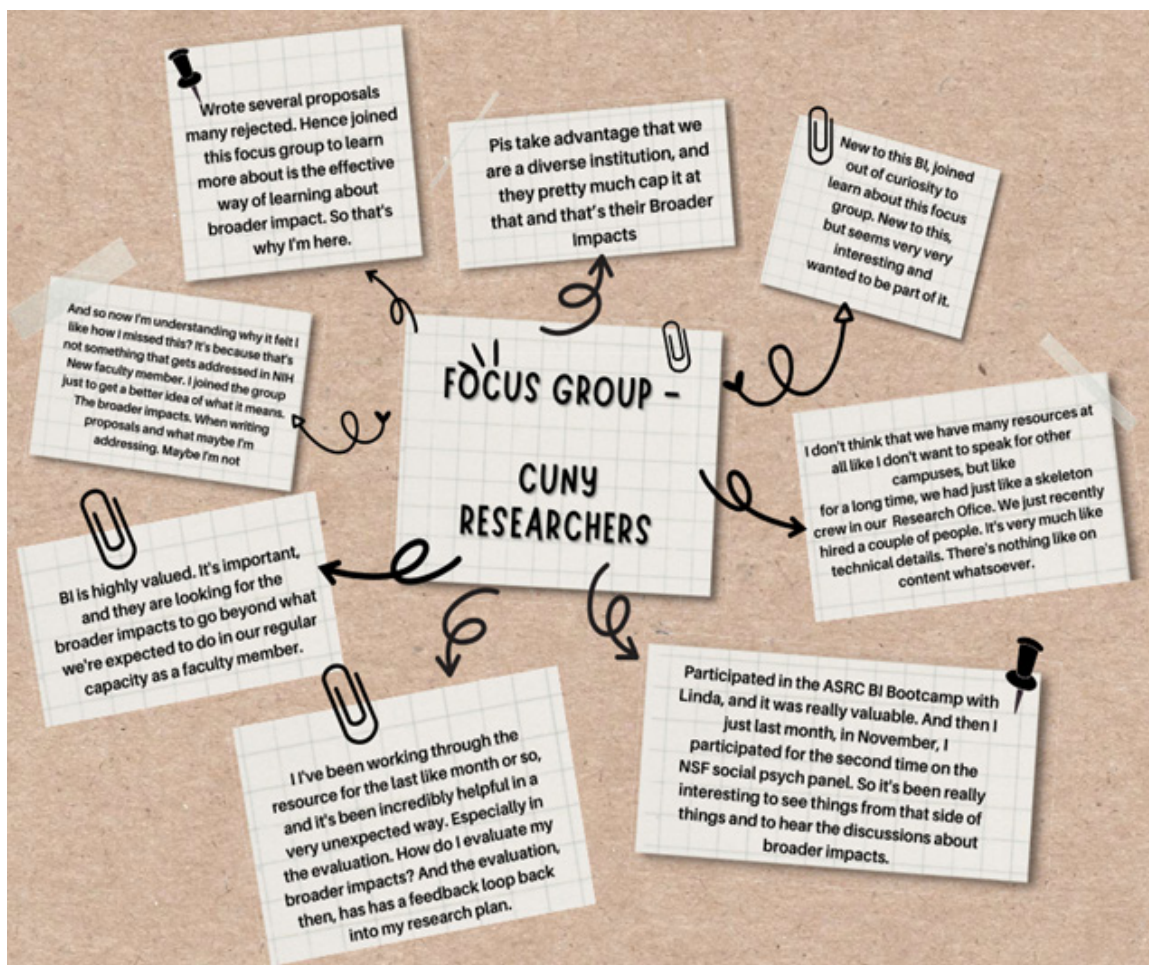 Wrote several proposals
many rejected. Hence joined
this focus group to learn
more about is the effective
way of learning about
broader impact. So that's
why I'm here.
Pis take advantage that we
are a diverse institution, and
they pretty much cap it at
that and that's their Broader
Impacts
New to this BI, joined
out of curiosity to
learn about this focus
group. New to this,
but seems very very
interesting and
wanted to be part of it.
And so now I'm understanding why it felt I
like how I missed this? It's because that's
not something that gets addressed in NIH
New faculty member. I joined the group
just to get a better idea of what it means.
The broader impacts. When writing
proposals and what maybe I'm
addressing. Maybe I'm not
FOCUS GROUP –
CUNY
RESEARCHERS
I don't think that we have many resources at
all like I don't want to speak for other
campuses, but like
for a long time, we had just like a skeleton
crew in our Research Ofice. We just recently
hired a couple of people. It's very much like
technical details. There's nothing like on
content whatsoever.
BI is highly valued. It's important,
and they are looking for the
broader impacts to go beyond what
we're expected to do in our regular
capacity as a faculty member.
I I've been working through the
resource for the last like month or so,
and it's been incredibly helpful in a
very unexpected way. Especially in
the evaluation. How do I evaluate my
broader impacts? And the evaluation,
then, has has a feedback loop back
into my research plan.
Participated in the ASRC BI Bootcamp with
Linda, and it was really valuable. And then I
just last month, in November, I
participated for the second time on the
NSF social psych panel. So it's been really
interesting to see things from that side of
things and to hear the discussions about
broader impacts.